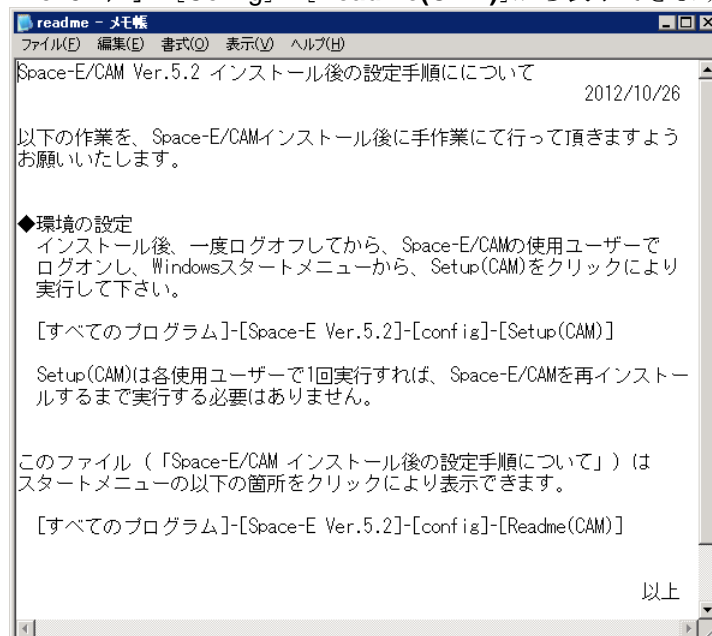 readme - メモ帳
ファイル(F) 編集(E) 書式(O) 表示(V) ヘルプ(H)
Space-E/CAM Ver.5.2 インストール後の設定手順にについて
2012/10/26
以下の作業を、Space-E/CAMインストール後に手作業にて行って頂きますよう
お願いいたします。
◆環境の設定
インストール後、一度ログオフしてから、Space-E/CAMの使用ユーザーで
ログオンし、Windowsスタートメニューから、Setup(CAM)をクリックにより
実行して下さい。
[すべてのプログラム]-[Space-E Ver.5.2]-[config]-[Setup(CAM)]
Setup(CAM)は各使用ユーザーで1回実行すれば、Space-E/CAMを再インストー
ルするまで実行する必要はありません。
このファイル(「Space-E/CAM インストール後の設定手順について」)は
スタートメニューの以下の箇所をクリックにより表示できます。
[すべてのプログラム]-[Space-E Ver.5.2]-[config]-[Readme(CAM)]
以上